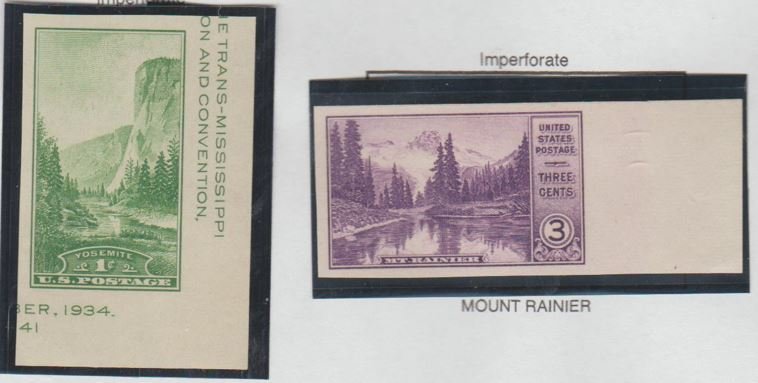 Imperforate
E TRANS-MISSISSIPPI
ON AND CONVENTION,
YOSEMITE
1¢
U.S. POSTAGE
BER, 1934.
41
Imperforate
UNITED
STATES
POSTAGE
THREE
CENTS
3
MT. RAINIER
MOUNT RAINIER